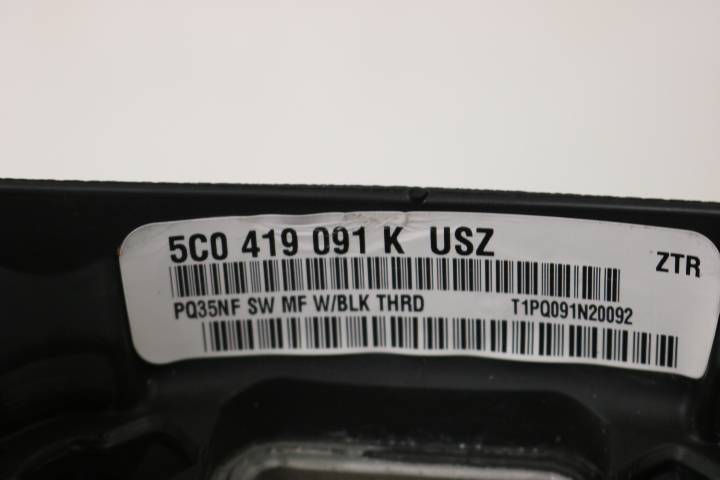 5C0 419 091 K USZ
ZTR
PQ35NF SW MF W/BLK THRD T1PQ091N20092